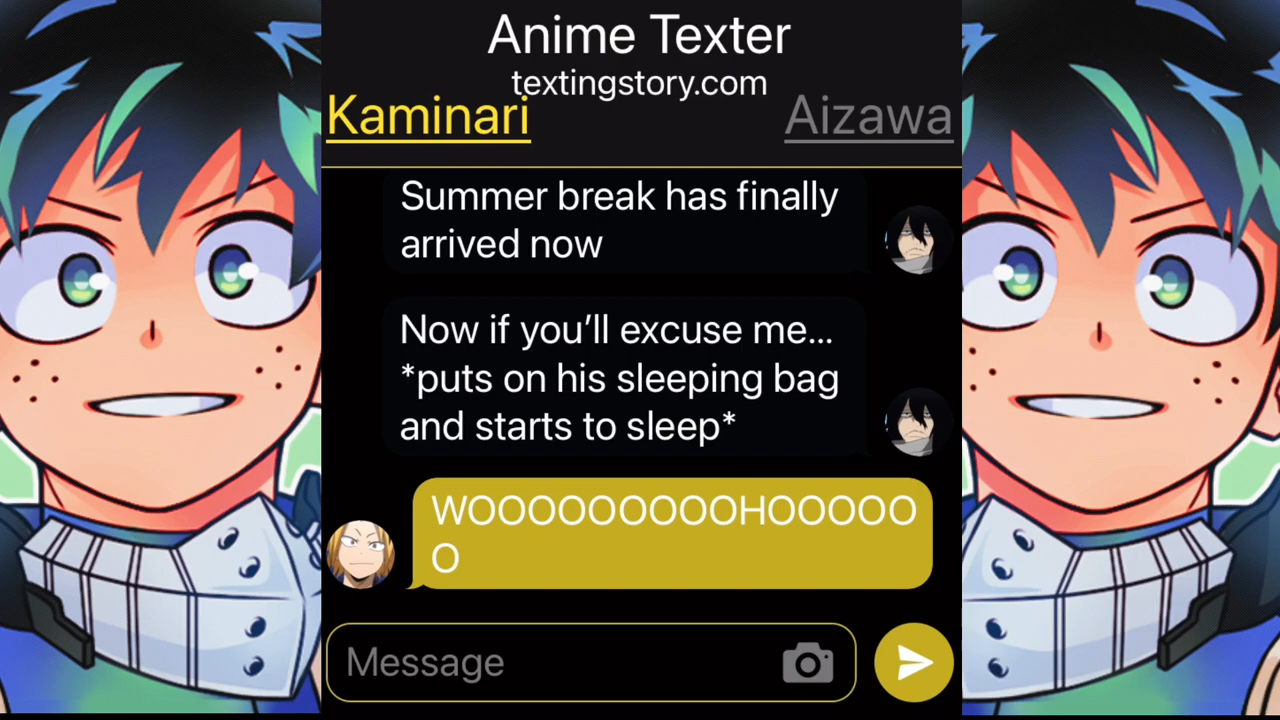 Anime Texter
textingstory.com
Kaminari
Aizawa
Summer break has finally
arrived now
Now if you’ll excuse me...
*puts on his sleeping bag
and starts to sleep*
WOOOOOOOOOHOOOOO
O
Message